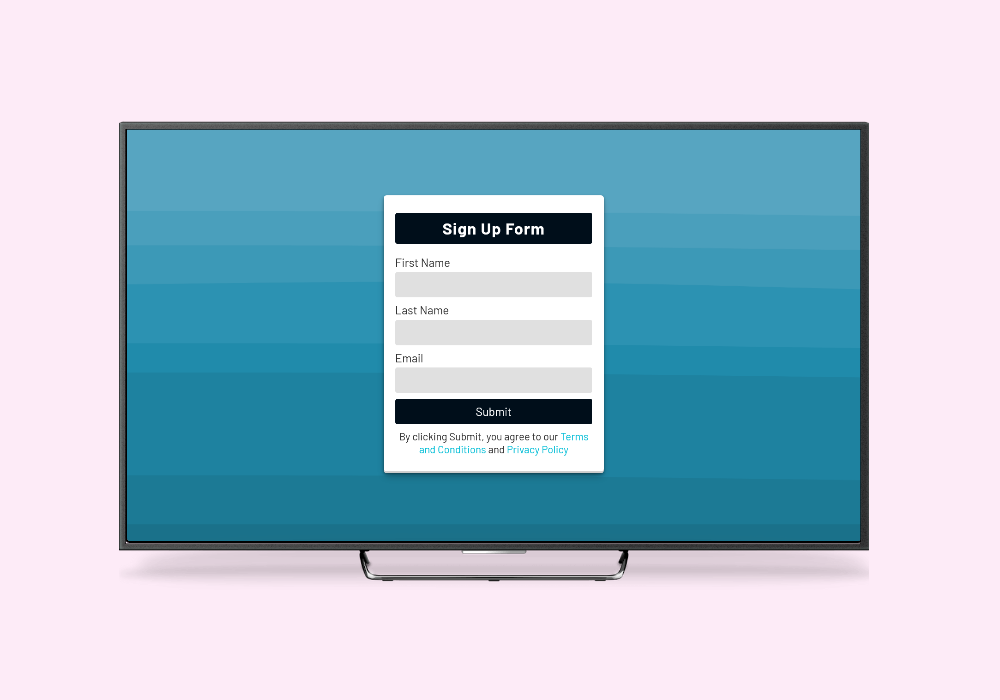 Sign Up Form
First Name
Last Name
Email
Submit
By clicking Submit, you agree to our Terms
and Conditions and Privacy Policy